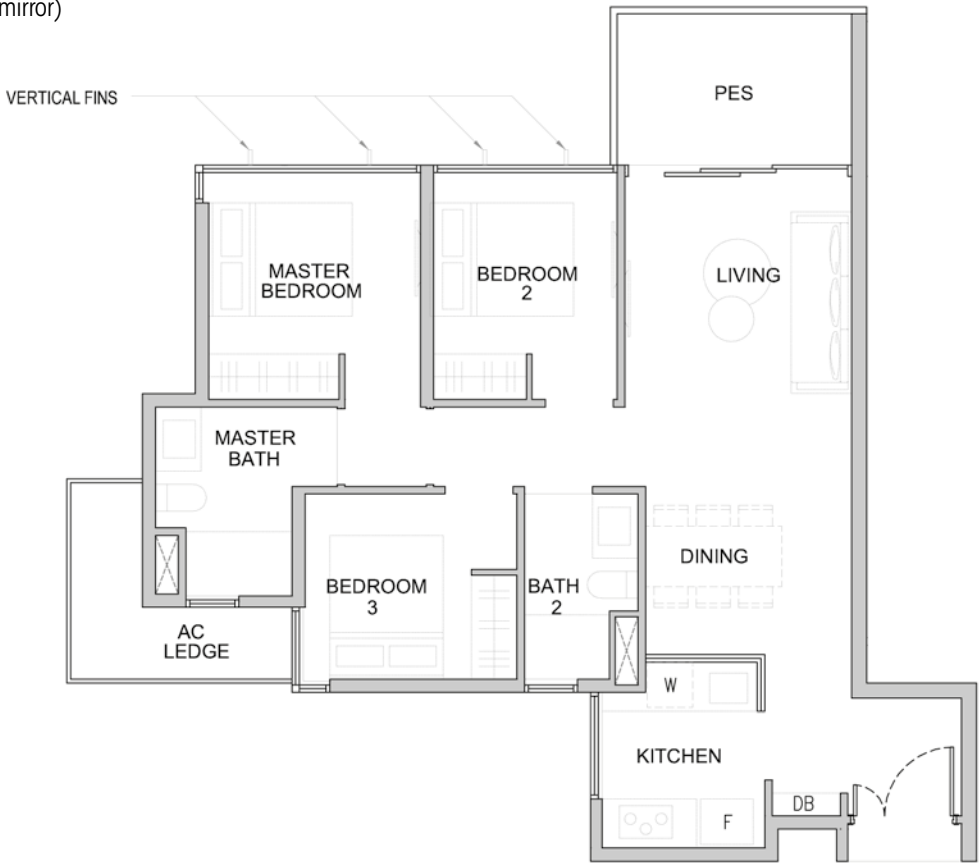 mirror)
PES
VERTICAL FINS
MASTER
BEDROOM
BEDROOM
2
LIVING
MASTER
BATH
DINING
BEDROOM
3
BATH
2
AC
LEDGE
W
KITCHEN
DB
F